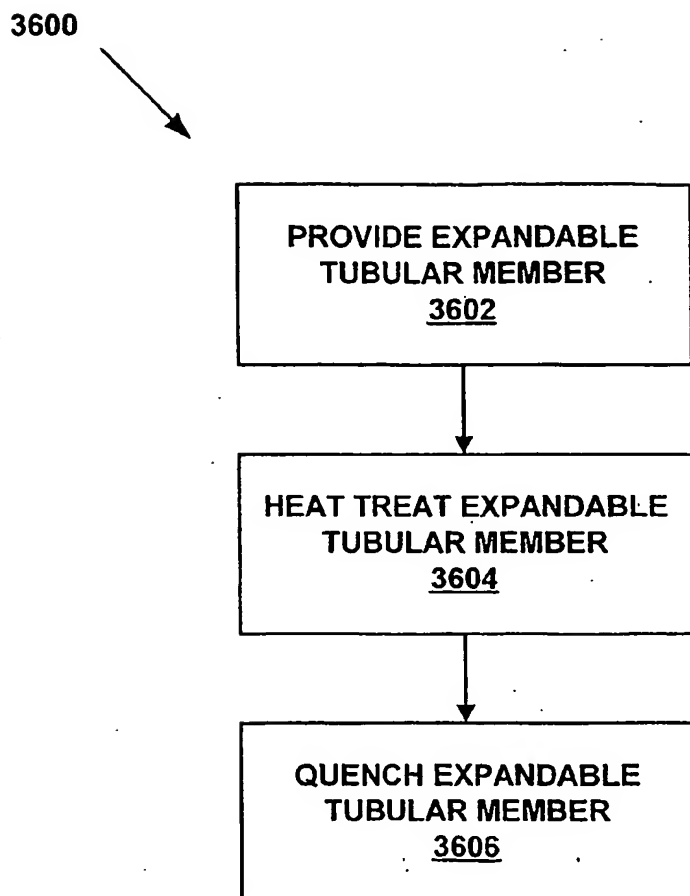 3600
PROVIDE EXPANDABLE
TUBULAR MEMBER
3602
HEAT TREAT EXPANDABLE
TUBULAR MEMBER
3604
QUENCH EXPANDABLE
TUBULAR MEMBER
3606